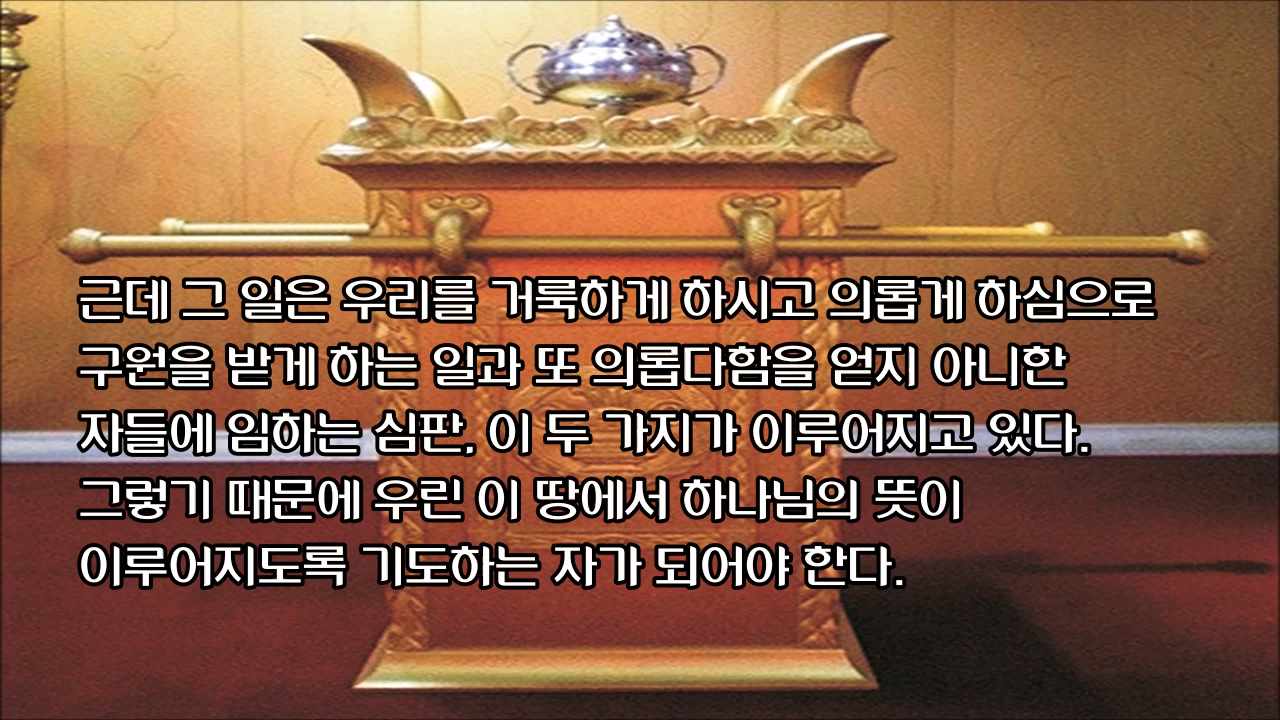 근데 그 일은 우리를 거룩하게 하시고 의롭게 하심으로
구원을 받게 하는 일과 또 의롭다함을 얻지 아니한
자들에 임하는 심판, 이 두 가지가 이루어지고 있다.
그렇기 때문에 우린 이 땅에서 하나님의 뜻이
이루어지도록 기도하는 자가 되어야 한다.